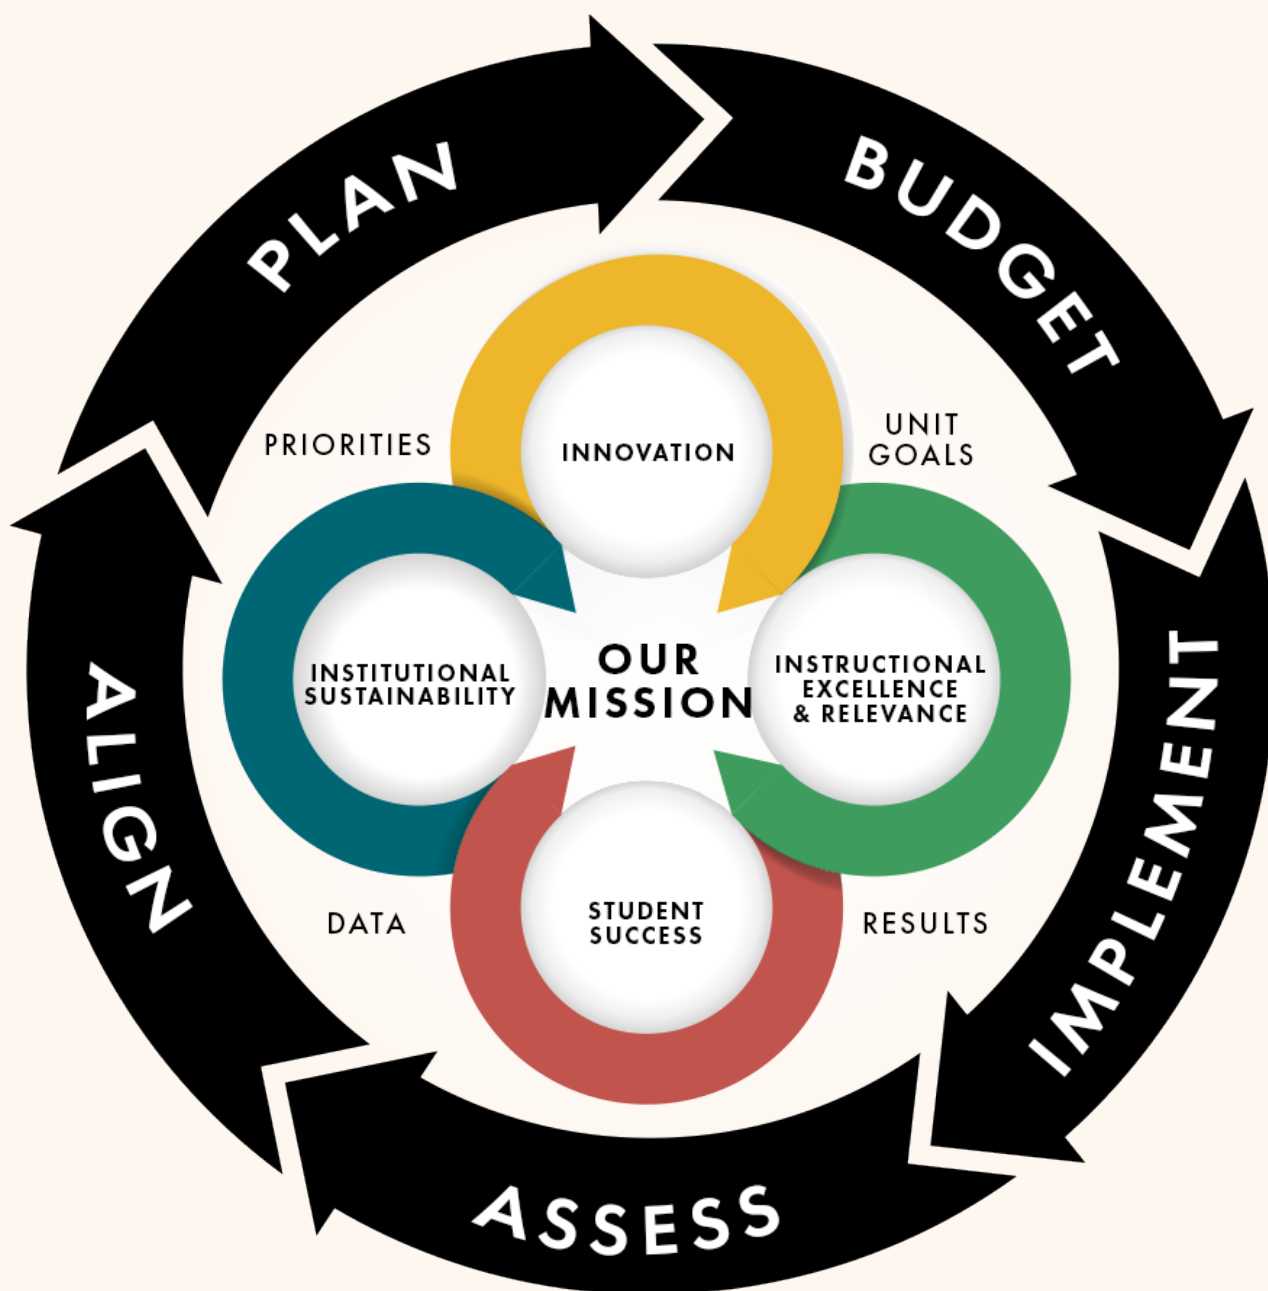 PLAN
BUDGET
PRIORITIES
UNIT
GOALS
INNOVATION
INSTITUTIONAL
SUSTAINABILITY
OUR
MISSION
INSTRUCTIONAL
EXCELLENCE
& RELEVANCE
ALIGN
IMPLEMENT
DATA
STUDENT
SUCCESS
RESULTS
ASSESS